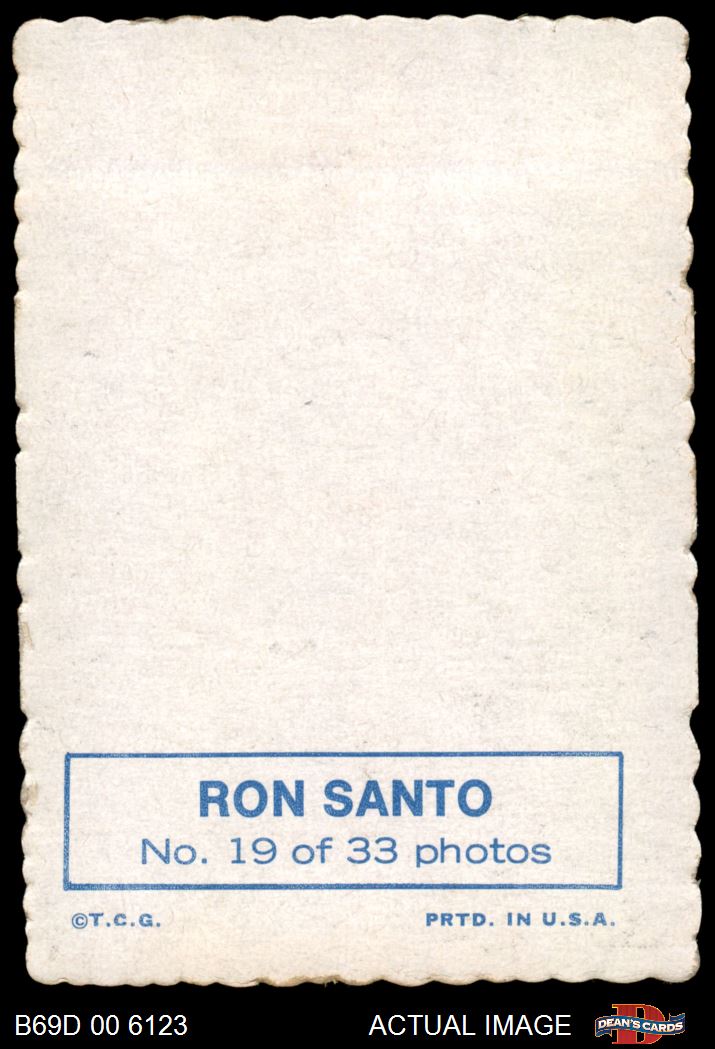 RON SANTO
No. 19 of 33 photos
©T.C.G. PRTD. IN U.S.A.
B69D 00 6123 ACTUAL IMAGE DEAN'S CARDS